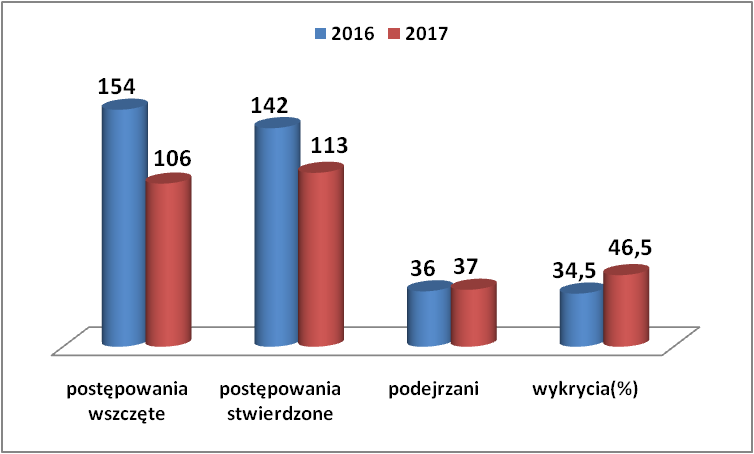 2016 2017
154
106
142
113
36
37
34,5
46,5
postępowania
wszczęte
postępowania
stwierdzone
podejrzani
wykrycia(%)